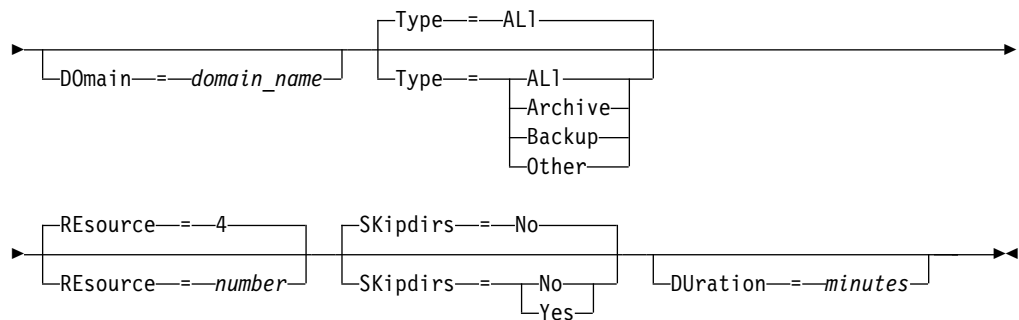 Type = ALl
DOmain = domain_name Type = ALl
Archive
Backup
Other
REsource = 4 SKipdirs = No
REsource = number SKipdirs = No DUration = minutes
Yes